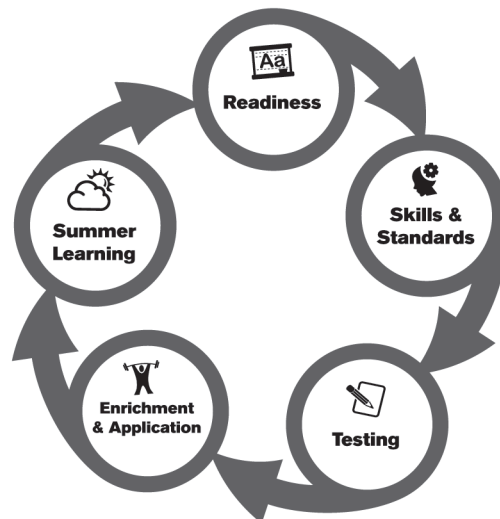 Aa
Readiness
Skills &
Standards
Testing
Enrichment
& Application
Summer
Learning